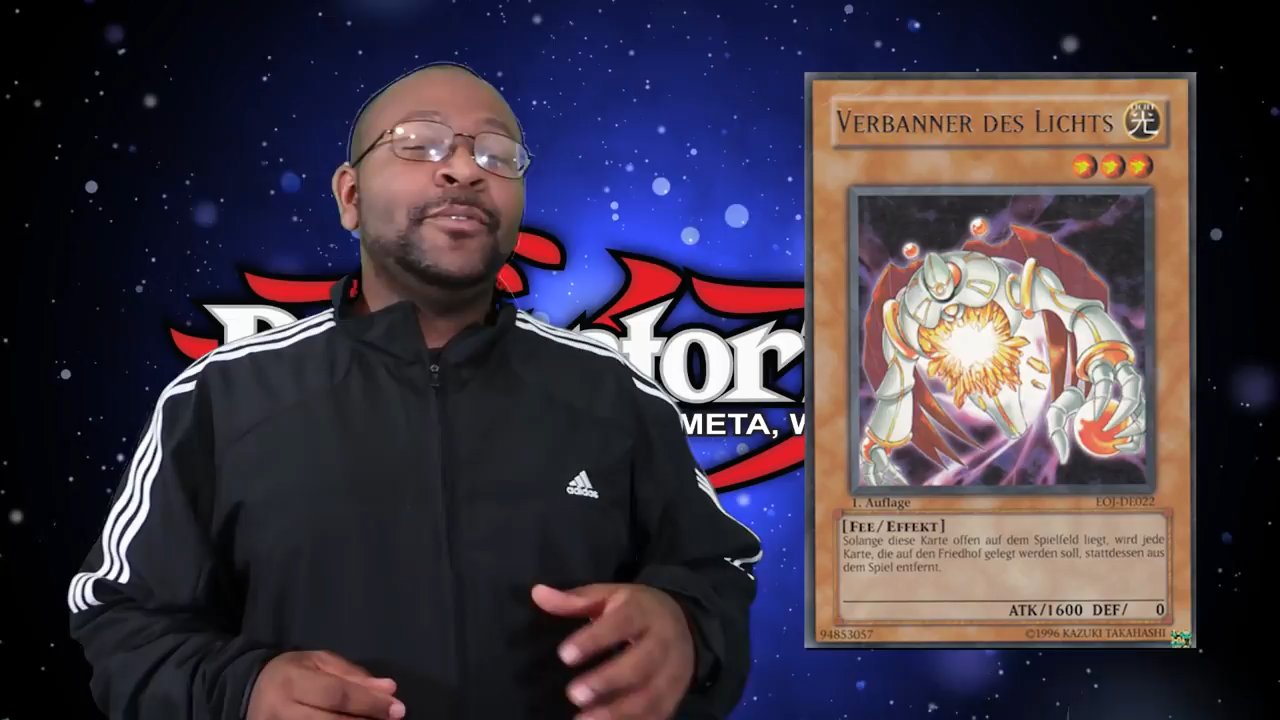 META, W
adidas
VERBANNER DES LICHTS
光
1. Auflage
EOJ-DE022
[FEE/EFFEKT]
Solange diese Karte offen auf dem Spielfeld liegt, wird jede
Karte, die auf den Friedhof gelegt werden soll, stattdessen aus
dem Spiel entfernt.
ATK/1600 DEF/ 0
94853057
©1996 KAZUKI TAKAHASHI